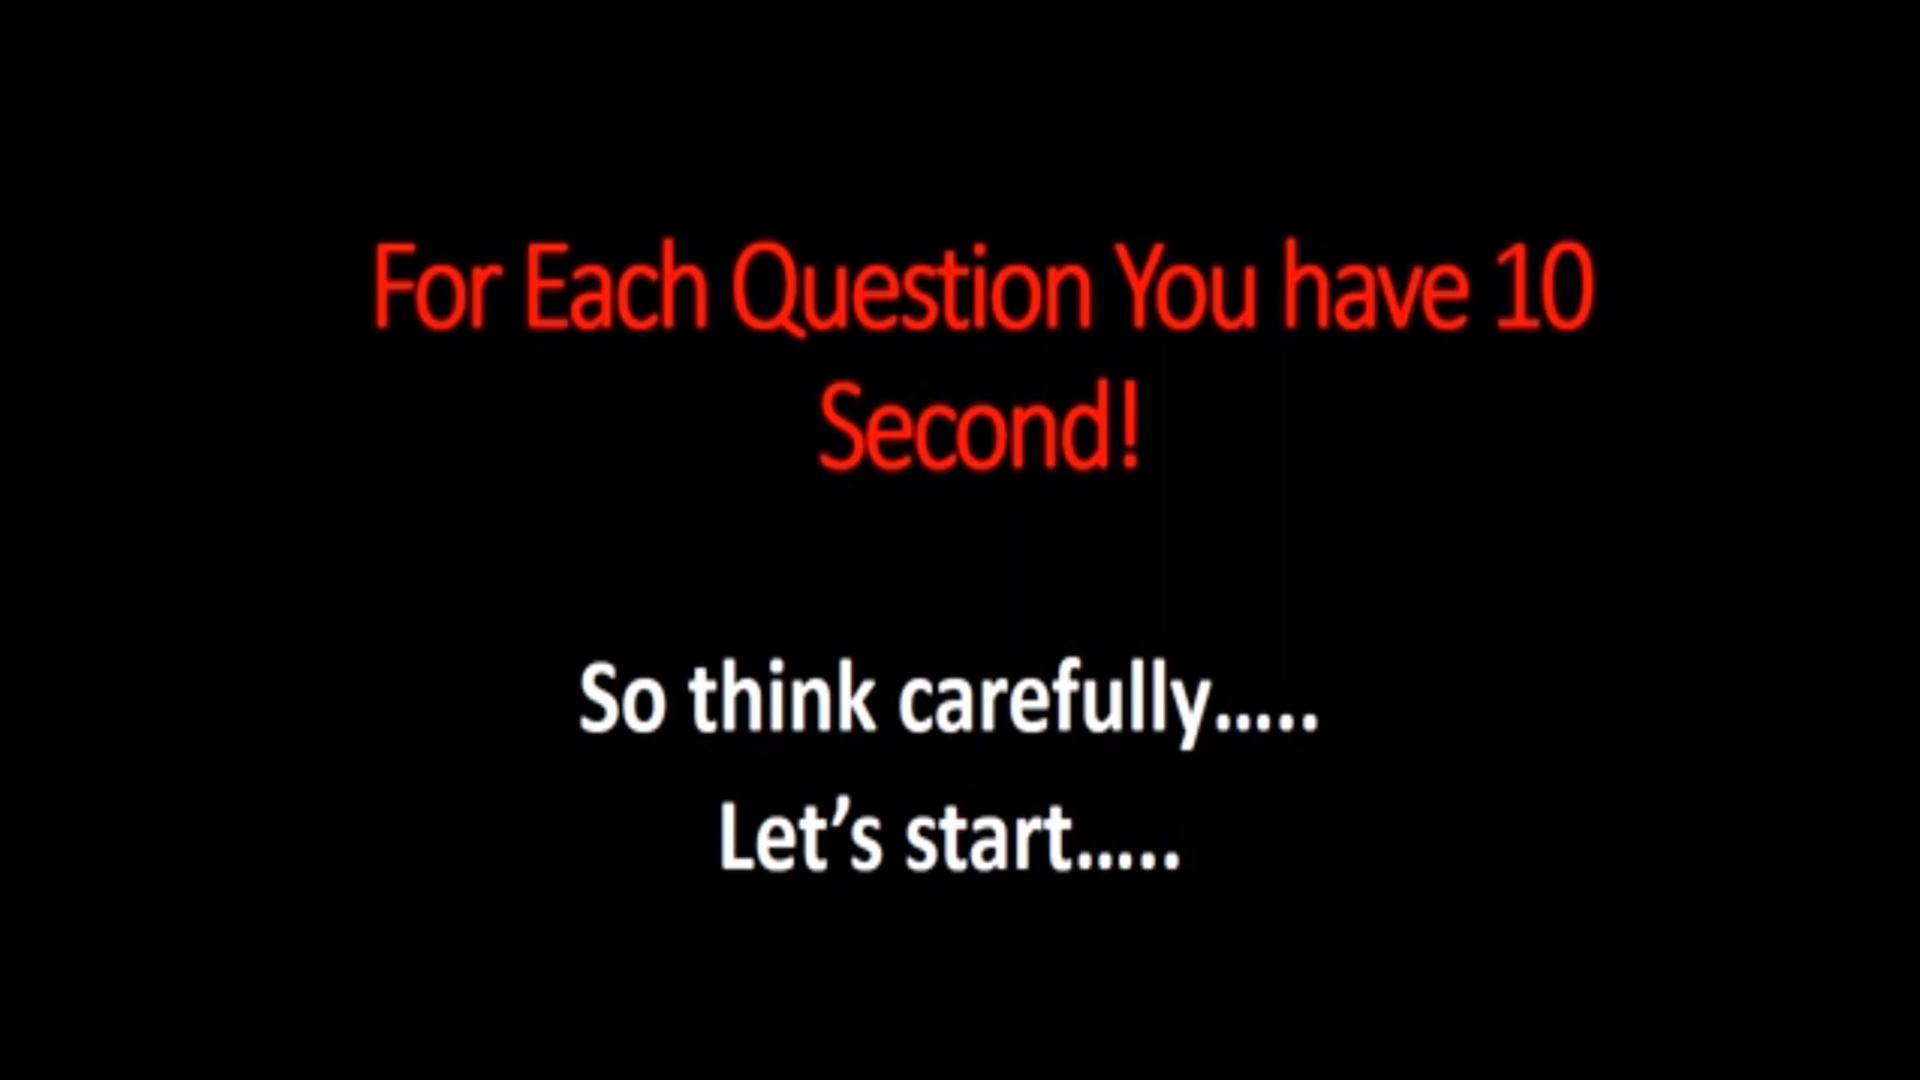 For Each Question You have 10
Second!
So think carefully.....
Let’s start.....